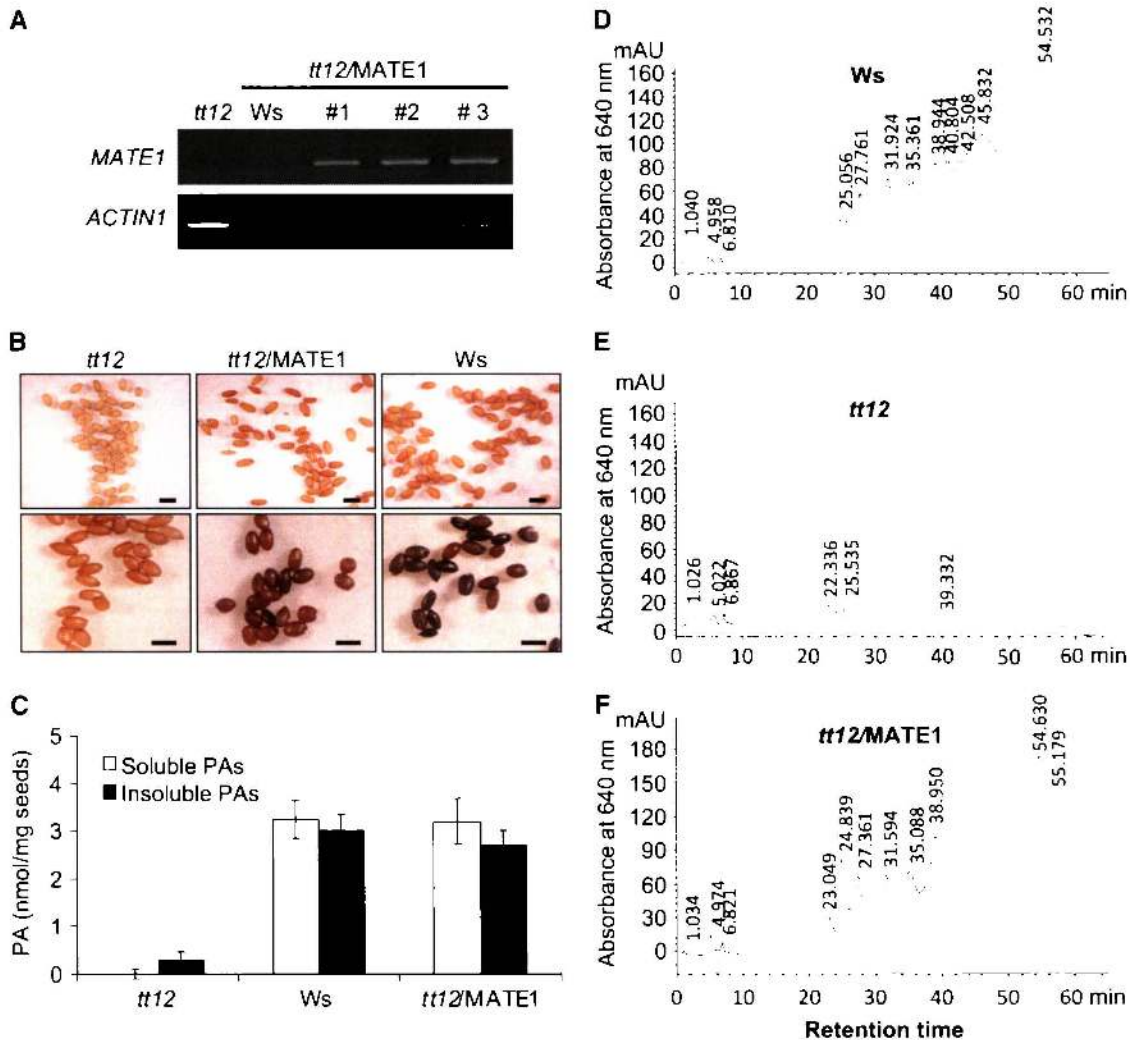 A
tt12/MATE1
tt12 Ws #1 #2 # 3
MATE1
ACTIN1
B
tt12 tt12/MATE1 Ws
C
PA (nmol/mg seeds)
5
4
3
2
1
0
Soluble PAs
Insoluble PAs
tt12 Ws tt12/MATE1
D
mAU
Ws
Absorbance at 640 nm
160
140
120
100
80
60
40
20
0
1.040
4.958
6.810
25.056
27.761
31.924
35.361
38.944
40.804
42.508
45.832
54.532
0 10 20 30 40 50 60 min
E
mAU
tt12
Absorbance at 640 nm
160
140
120
100
80
60
40
20
0
1.026
5.022
6.867
22.336
25.535
39.332
0 10 20 30 40 50 60 min
F
mAU
tt12/MATE1
Absorbance at 640 nm
180
150
120
90
60
30
0
1.034
4.974
6.821
23.049
24.839
27.361
31.594
35.088
38.950
54.630
55.179
0 10 20 30 40 50 60 min
Retention time